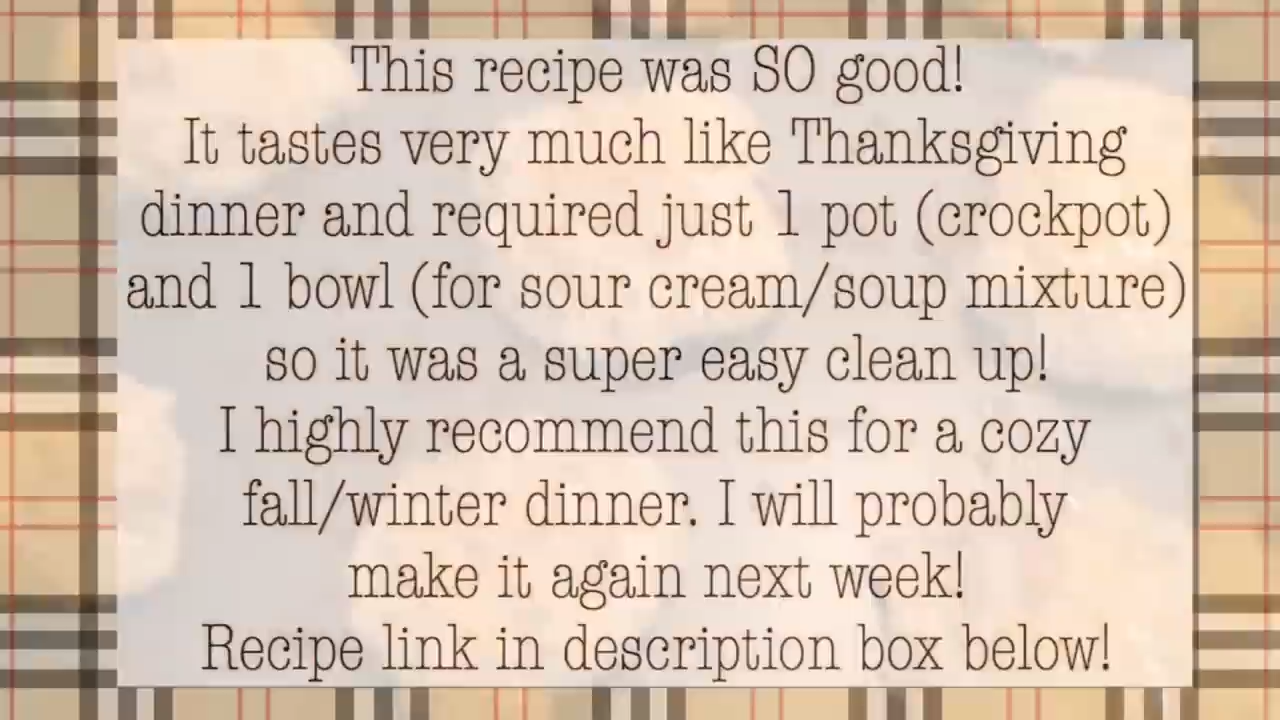 This recipe was SO good!
It tastes very much like Thanksgiving
dinner and required just 1 pot (crockpot)
and 1 bowl (for sour cream/soup mixture)
so it was a super easy clean up!
I highly recommend this for a cozy
fall/winter dinner. I will probably
make it again next week!
Recipe link in description box below!